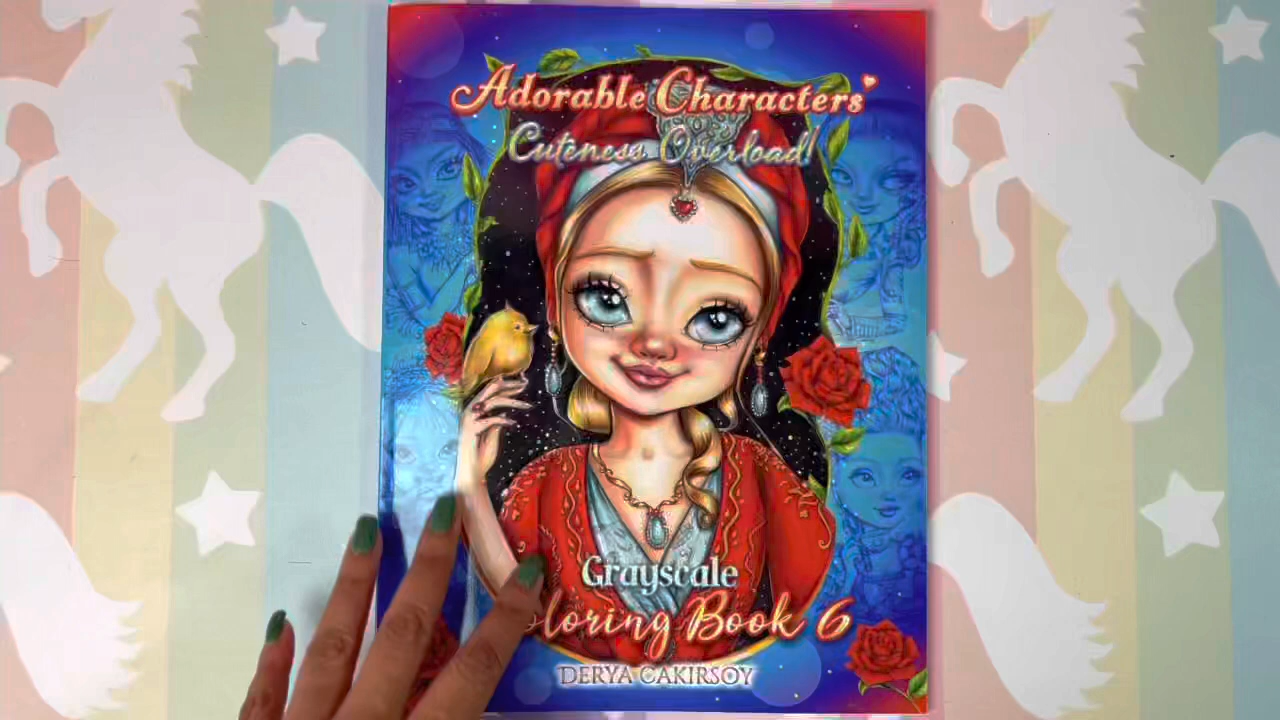 Adorable Characters
Cuteness Overload!
Grayscale
oloring Book 6
DERYA CAKIRSOY